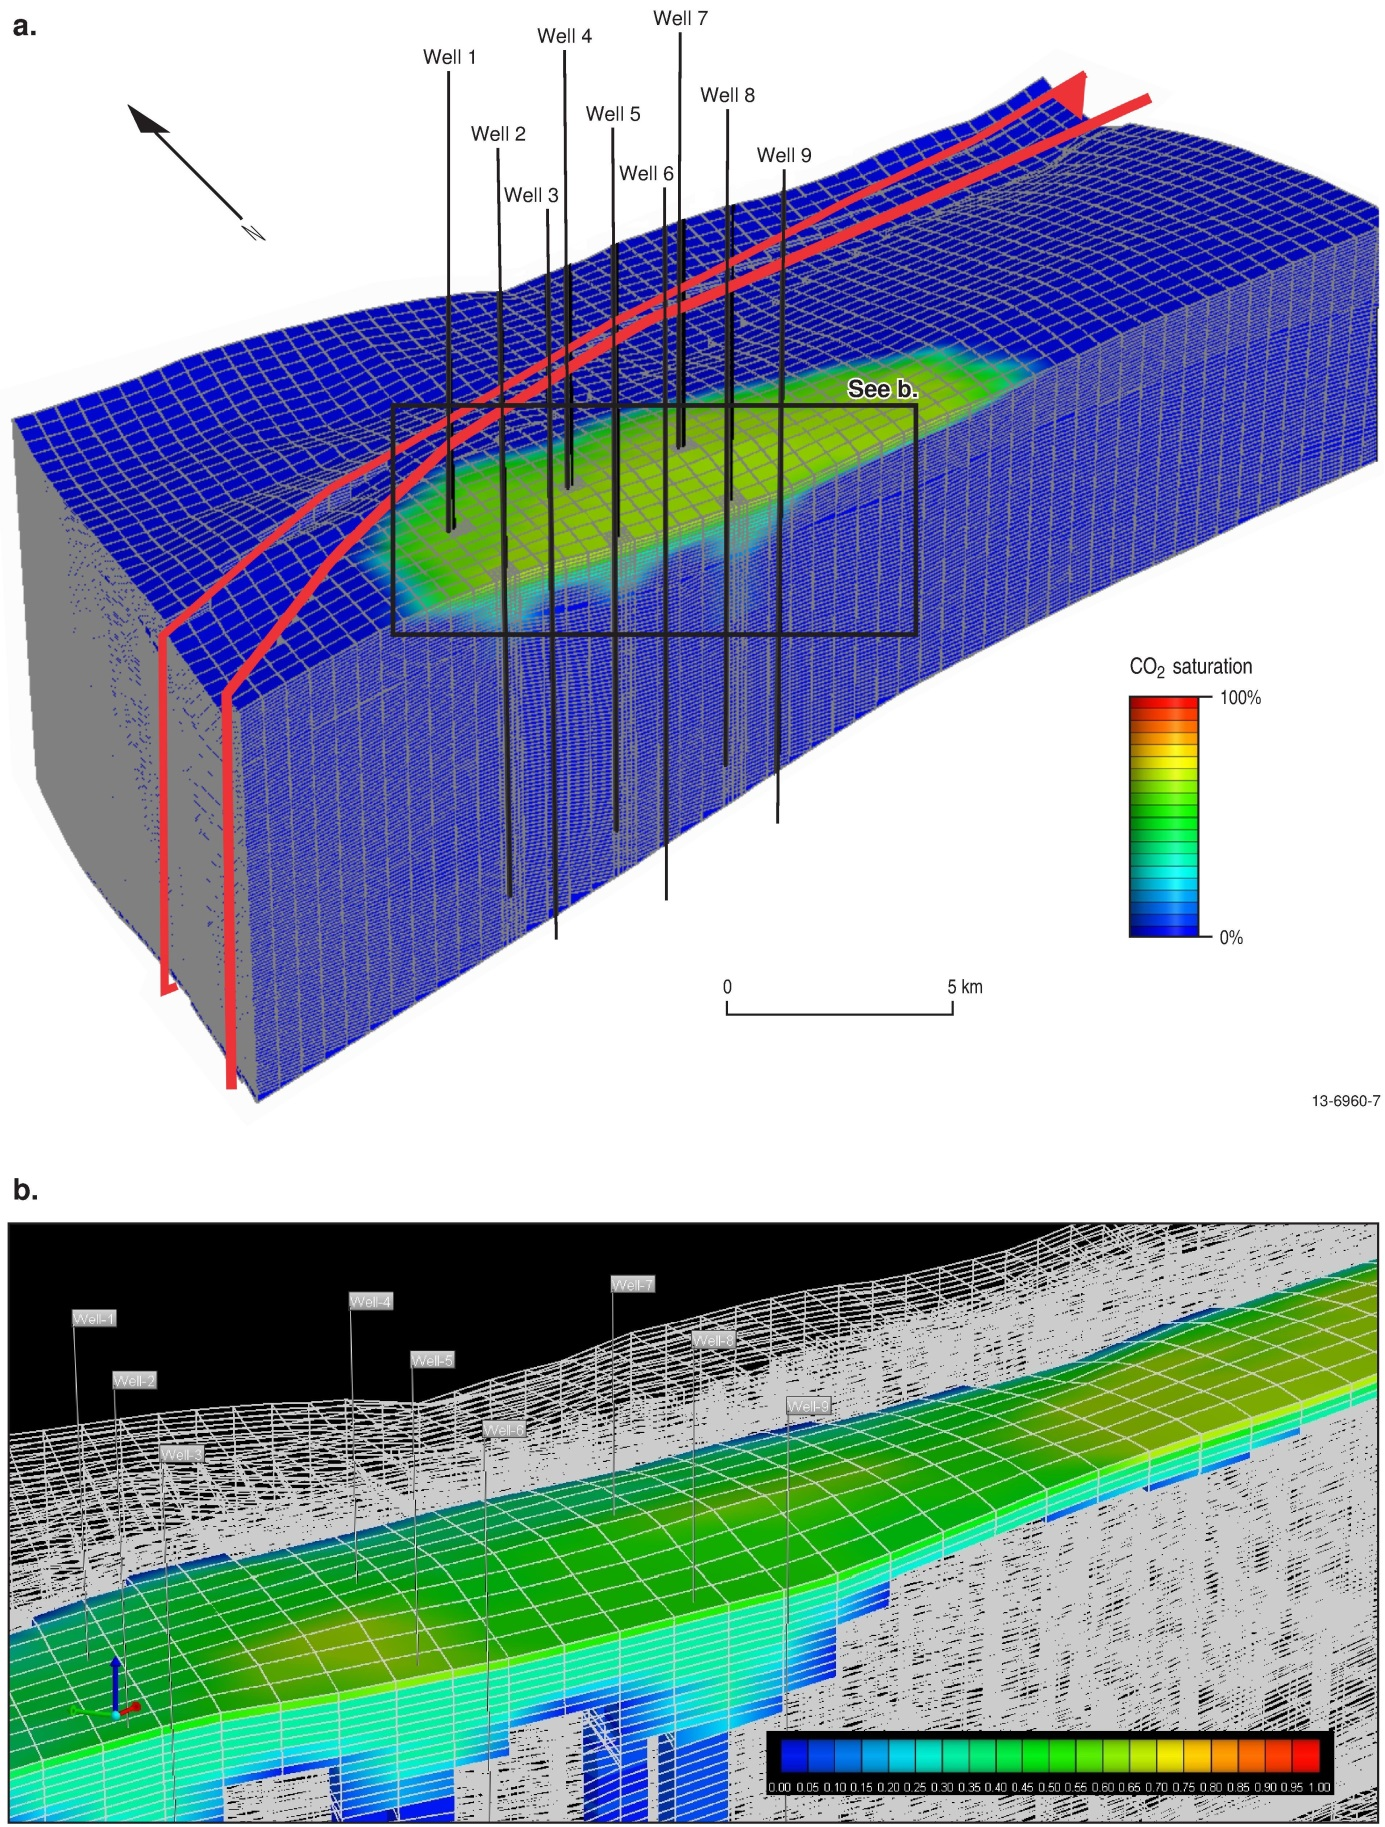 a.
Well 7
Well 4
Well 1
Well 8
Well 5
Well 2
Well 9
Well 6
Well 3
N
See b.
CO2 saturation
100%
0%
0 5 km
13-6960-7
b.
Well-7
Well-4
Well-1
Well-8
Well-5
Well-2
Well-9
Well-6
Well-3
0.00 0.05 0.10 0.15 0.20 0.25 0.30 0.35 0.40 0.45 0.50 0.55 0.60 0.65 0.70 0.75 0.80 0.85 0.90 0.95 1.00